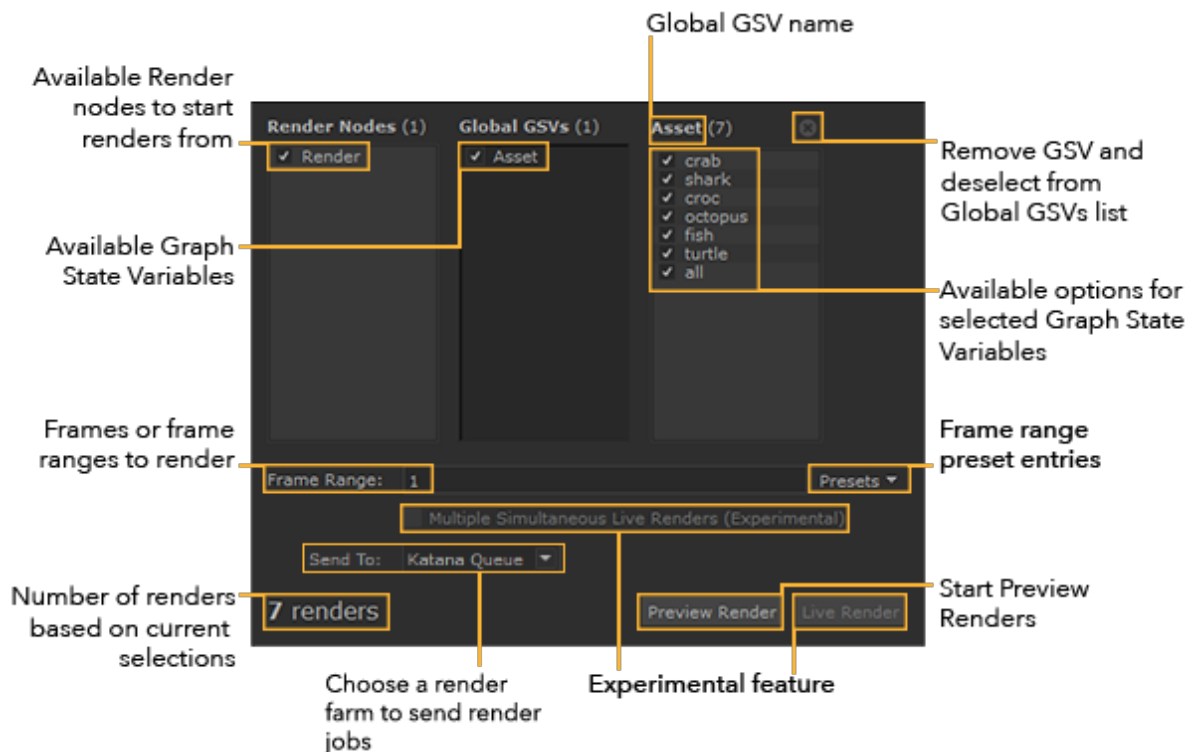 Global GSV name
Available Render
nodes to start
renders from
Render Nodes (1)
Global GSVs (1)
Asset (7)
Render
Asset
crab
shark
croc
octopus
fish
turtle
all
Remove GSV and
deselect from
Global GSVs list
Available Graph
State Variables
Available options for
selected Graph State
Variables
Frames or frame
ranges to render
Frame range
preset entries
Frame Range: 1
Presets
Multiple Simultaneous Live Renders (Experimental)
Send To: Katana Queue
Number of renders
based on current
selections
7 renders
Preview Render
Live Render
Start Preview
Renders
Choose a render
farm to send render
jobs
Experimental feature